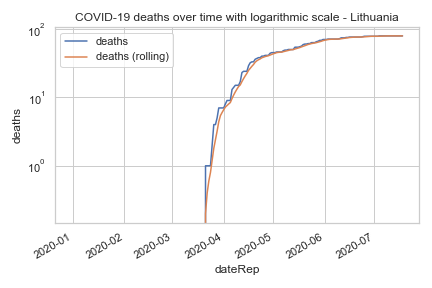 COVID-19 deaths over time with logarithmic scale - Lithuania
deaths
deaths (rolling)
10²
10¹
10⁰
deaths
2020-01
2020-02
2020-03
2020-04
2020-05
2020-06
2020-07
dateRep